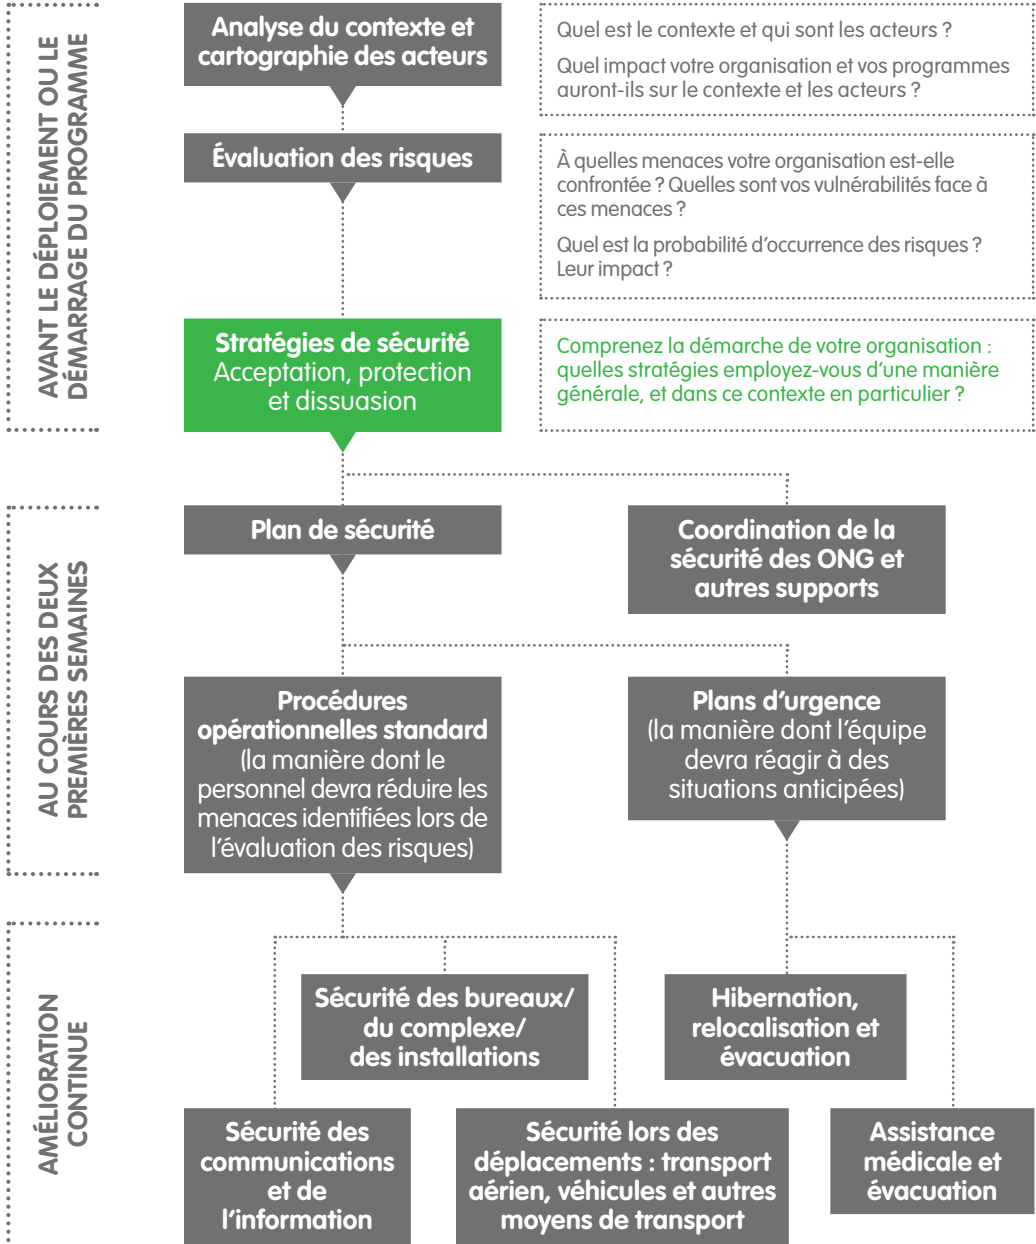 AVANT LE DÉPLOIEMENT OU LE
DÉMARRAGE DU PROGRAMME
Analyse du contexte et
cartographie des acteurs
Quel est le contexte et qui sont les acteurs ?
Quel impact votre organisation et vos programmes
auront-ils sur le contexte et les acteurs ?
Évaluation des risques
À quelles menaces votre organisation est-elle
confrontée ? Quelles sont vos vulnérabilités face à
ces menaces ?
Quel est la probabilité d'occurrence des risques ?
Leur impact ?
Stratégies de sécurité
Acceptation, protection
et dissuasion
Comprenez la démarche de votre organisation :
quelles stratégies employez-vous d'une manière
générale, et dans ce contexte en particulier ?
AU COURS DES DEUX
PREMIÈRES SEMAINES
Plan de sécurité
Coordination de la
sécurité des ONG et
autres supports
Procédures
opérationnelles standard
(la manière dont le
personnel devra réduire les
menaces identifiées lors de
l'évaluation des risques)
Plans d'urgence
(la manière dont l'équipe
devra réagir à des
situations anticipées)
AMÉLIORATION
CONTINUE
Sécurité des bureaux/
du complexe/
des installations
Hibernation,
relocalisation et
évacuation
Sécurité des
communications
et de
l'information
Sécurité lors des
déplacements : transport
aérien, véhicules et autres
moyens de transport
Assistance
médicale et
évacuation